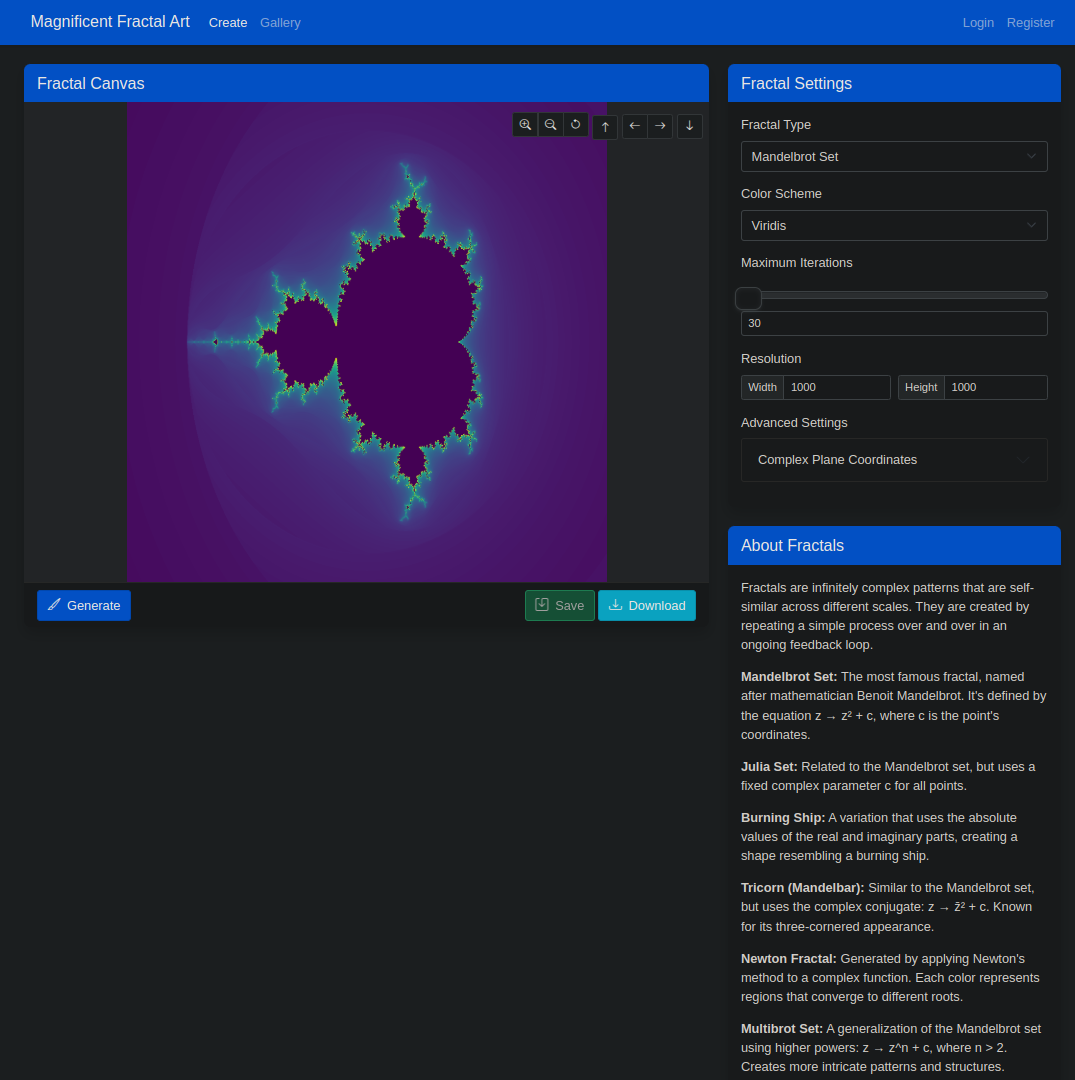 Magnificent Fractal Art Create Gallery Login Register
Fractal Canvas
Generate
Save
Download
Fractal Settings
Fractal Type
Mandelbrot Set
Color Scheme
Viridis
Maximum Iterations
30
Resolution
Width 1000 Height 1000
Advanced Settings
Complex Plane Coordinates
About Fractals
Fractals are infinitely complex patterns that are self-
similar across different scales. They are created by
repeating a simple process over and over in an
ongoing feedback loop.
Mandelbrot Set: The most famous fractal, named
after mathematician Benoit Mandelbrot. It's defined by
the equation z → z² + c, where c is the point's
coordinates.
Julia Set: Related to the Mandelbrot set, but uses a
fixed complex parameter c for all points.
Burning Ship: A variation that uses the absolute
values of the real and imaginary parts, creating a
shape resembling a burning ship.
Tricorn (Mandelbar): Similar to the Mandelbrot set,
but uses the complex conjugate: z → z̄² + c. Known
for its three-cornered appearance.
Newton Fractal: Generated by applying Newton's
method to a complex function. Each color represents
regions that converge to different roots.
Multibrot Set: A generalization of the Mandelbrot set
using higher powers: z → z^n + c, where n > 2.
Creates more intricate patterns and structures.